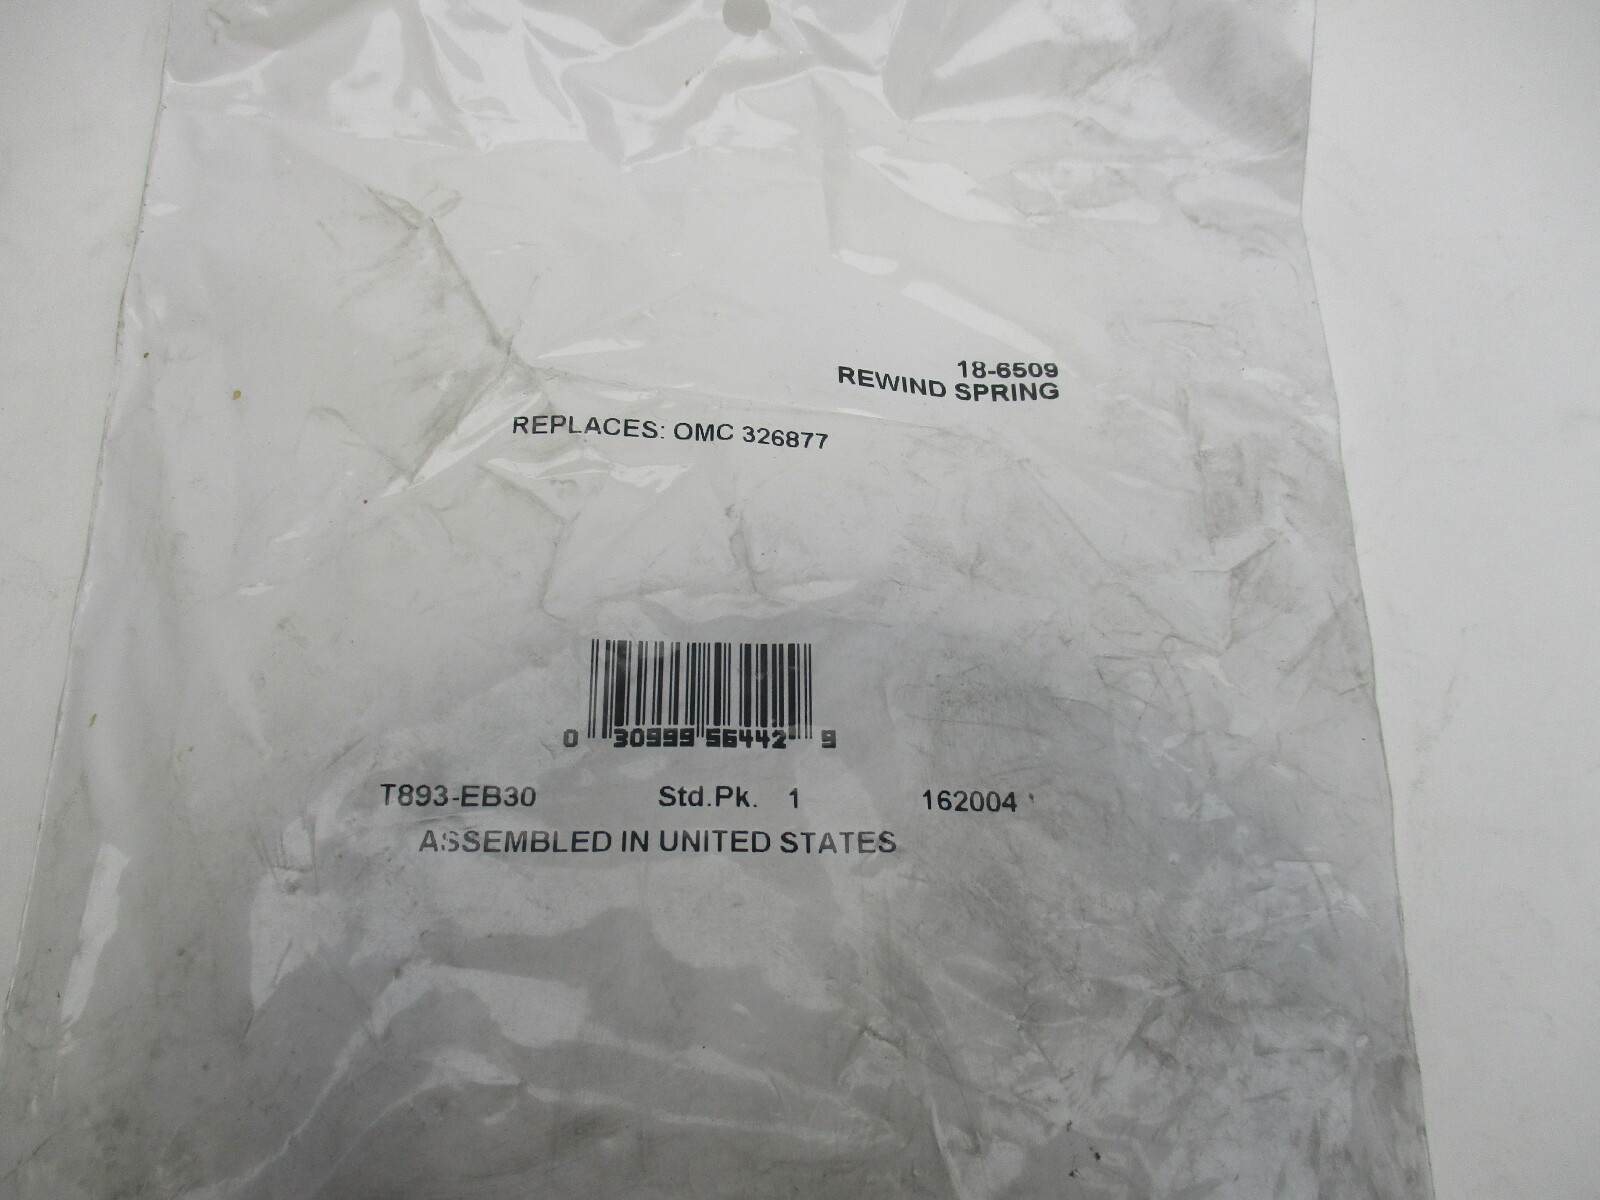 18-6509
REWIND SPRING
REPLACES: OMC 326877
0 30999 56442 9
T893-EB30 Std.Pk. 1 162004
ASSEMBLED IN UNITED STATES